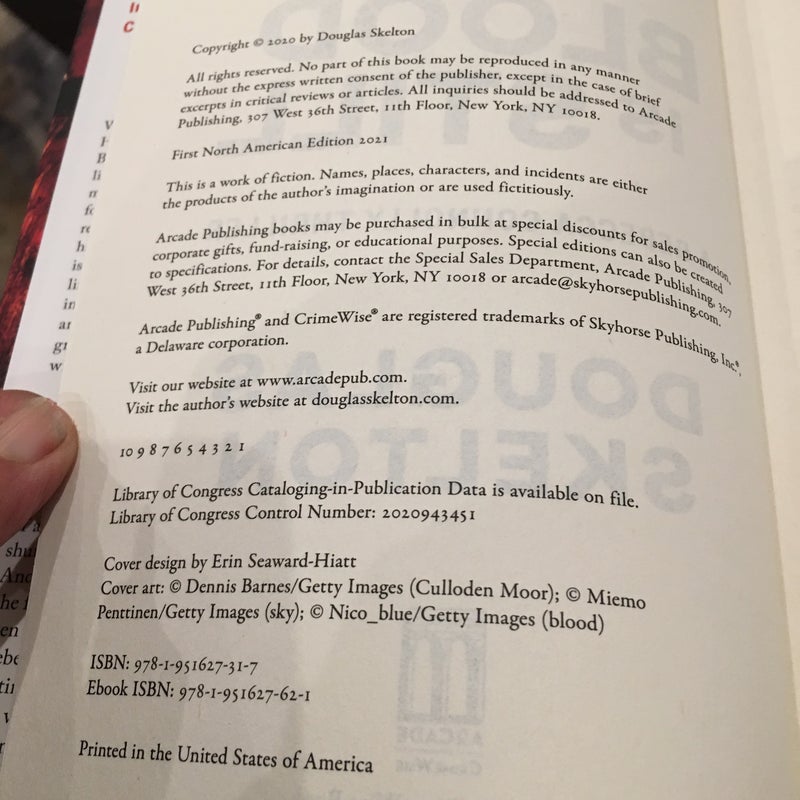 Copyright © 2020 by Douglas Skelton
All rights reserved. No part of this book may be reproduced in any manner
without the express written consent of the publisher, except in the case of brief
excerpts in critical reviews or articles. All inquiries should be addressed to Arcade
Publishing, 307 West 36th Street, 11th Floor, New York, NY 10018.
First North American Edition 2021
This is a work of fiction. Names, places, characters, and incidents are either
the products of the author's imagination or are used fictitiously.
Arcade Publishing books may be purchased in bulk at special discounts for sales promotion,
corporate gifts, fund-raising, or educational purposes. Special editions can also be created
to specifications. For details, contact the Special Sales Department, Arcade Publishing, 307
West 36th Street, 11th Floor, New York, NY 10018 or arcade@skyhorsepublishing.com.
Arcade Publishing® and CrimeWise® are registered trademarks of Skyhorse Publishing, Inc.®,
a Delaware corporation.
Visit our website at www.arcadepub.com.
Visit the author's website at douglasskelton.com.
10 9 8 7 6 5 4 3 2 1
Library of Congress Cataloging-in-Publication Data is available on file.
Library of Congress Control Number: 2020943451
Cover design by Erin Seaward-Hiatt
Cover art: © Dennis Barnes/Getty Images (Culloden Moor); © Miemo
Penttinen/Getty Images (sky); © Nico_blue/Getty Images (blood)
ISBN: 978-1-951627-31-7
Ebook ISBN: 978-1-951627-62-1
Printed in the United States of America